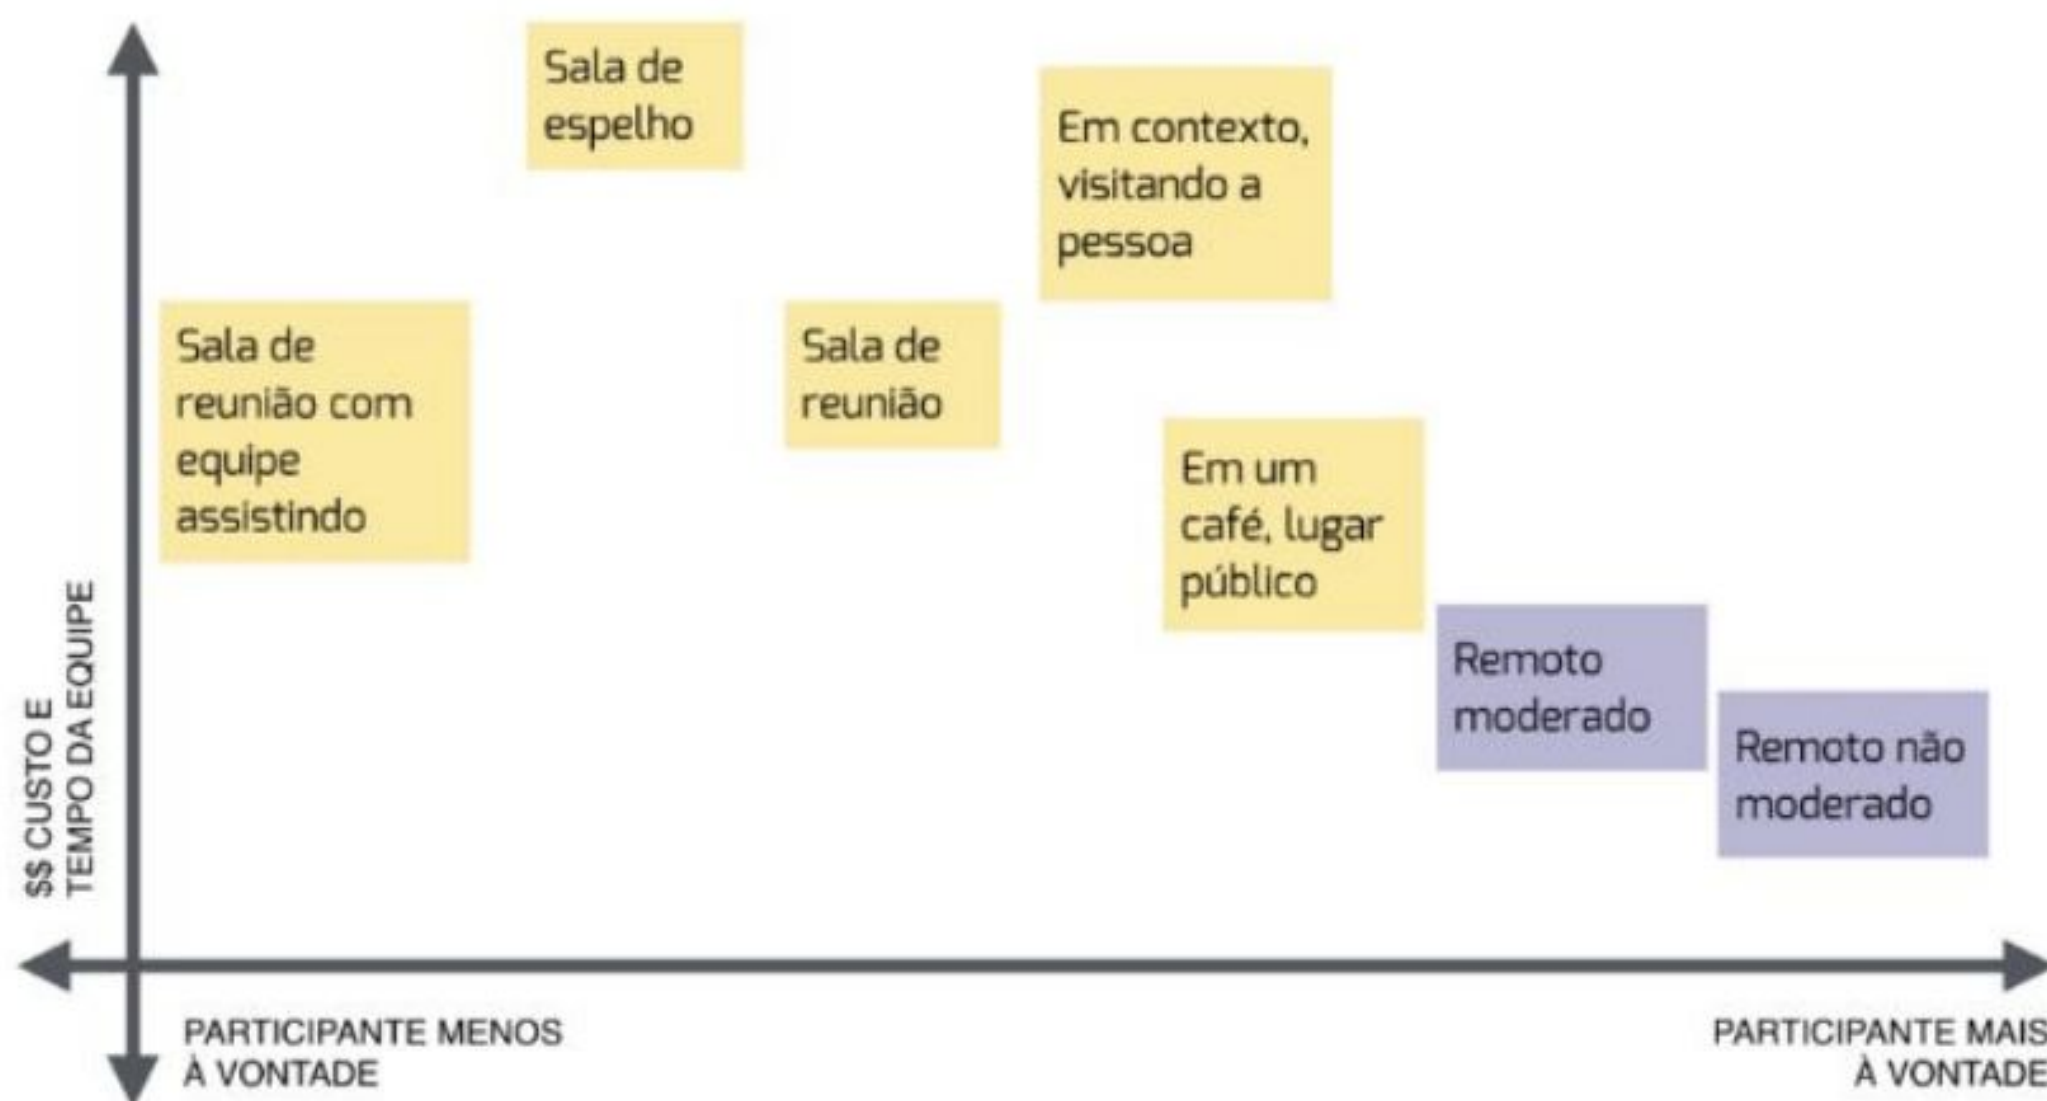 Sala de
espelho
Em contexto,
visitando a
pessoa
Sala de
reunião com
equipe
assistindo
Sala de
reunião
Em um
café, lugar
público
Remoto
moderado
Remoto não
moderado
$$ CUSTO E
TEMPO DA EQUIPE
PARTICIPANTE MENOS
À VONTADE
PARTICIPANTE MAIS
À VONTADE